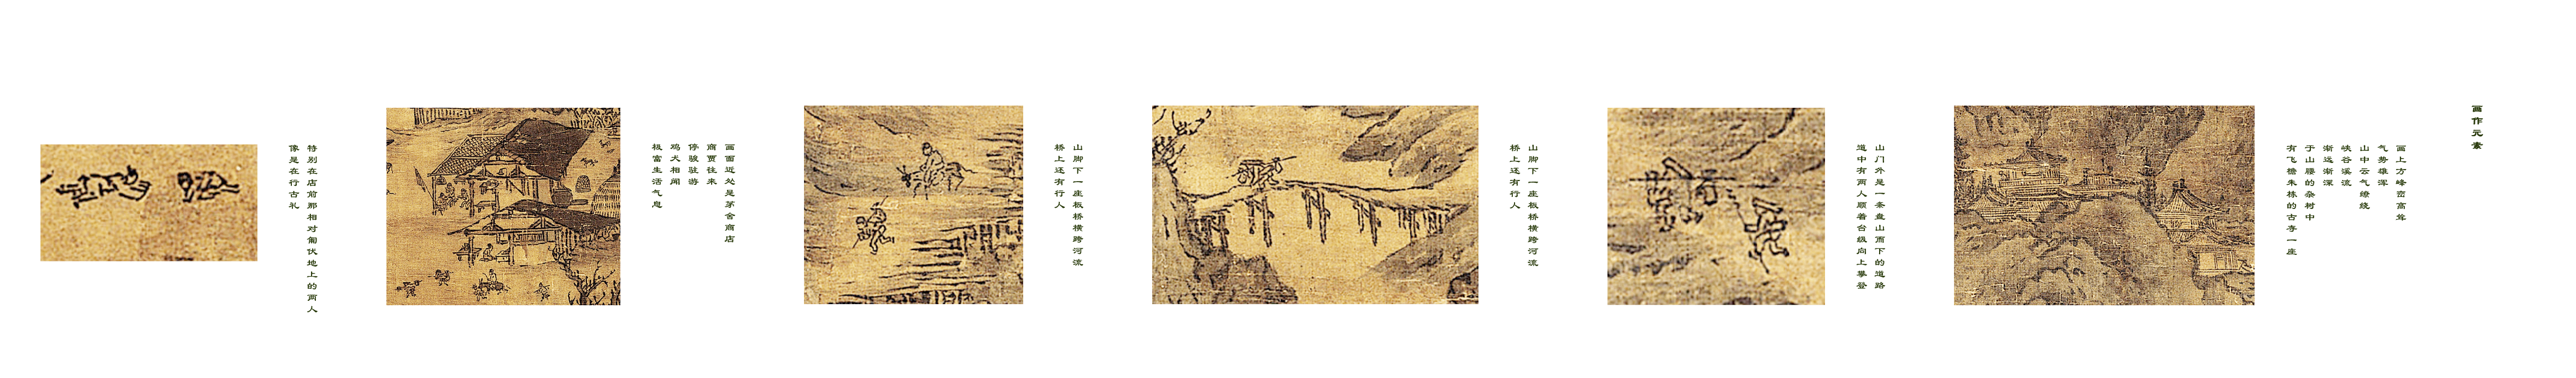 画作元素
画上方峰峦高耸
气势雄浑
山中云气缭绕
峡谷溪流
渐远渐深
于山腰的杂树中
有飞檐朱栋的古寺一座
山门外是一条盘山而下的道路
道中有两人顺着台级向上攀登
山脚下一座板桥横跨河流
桥上还有行人
山脚下一座板桥横跨河流
桥上还有行人
画面近处是茅舍商店
商贾往来
停骏驻游
鸡犬相闻
极富生活气息
特别在店前那相对匍伏地上的两人
像是在行古礼